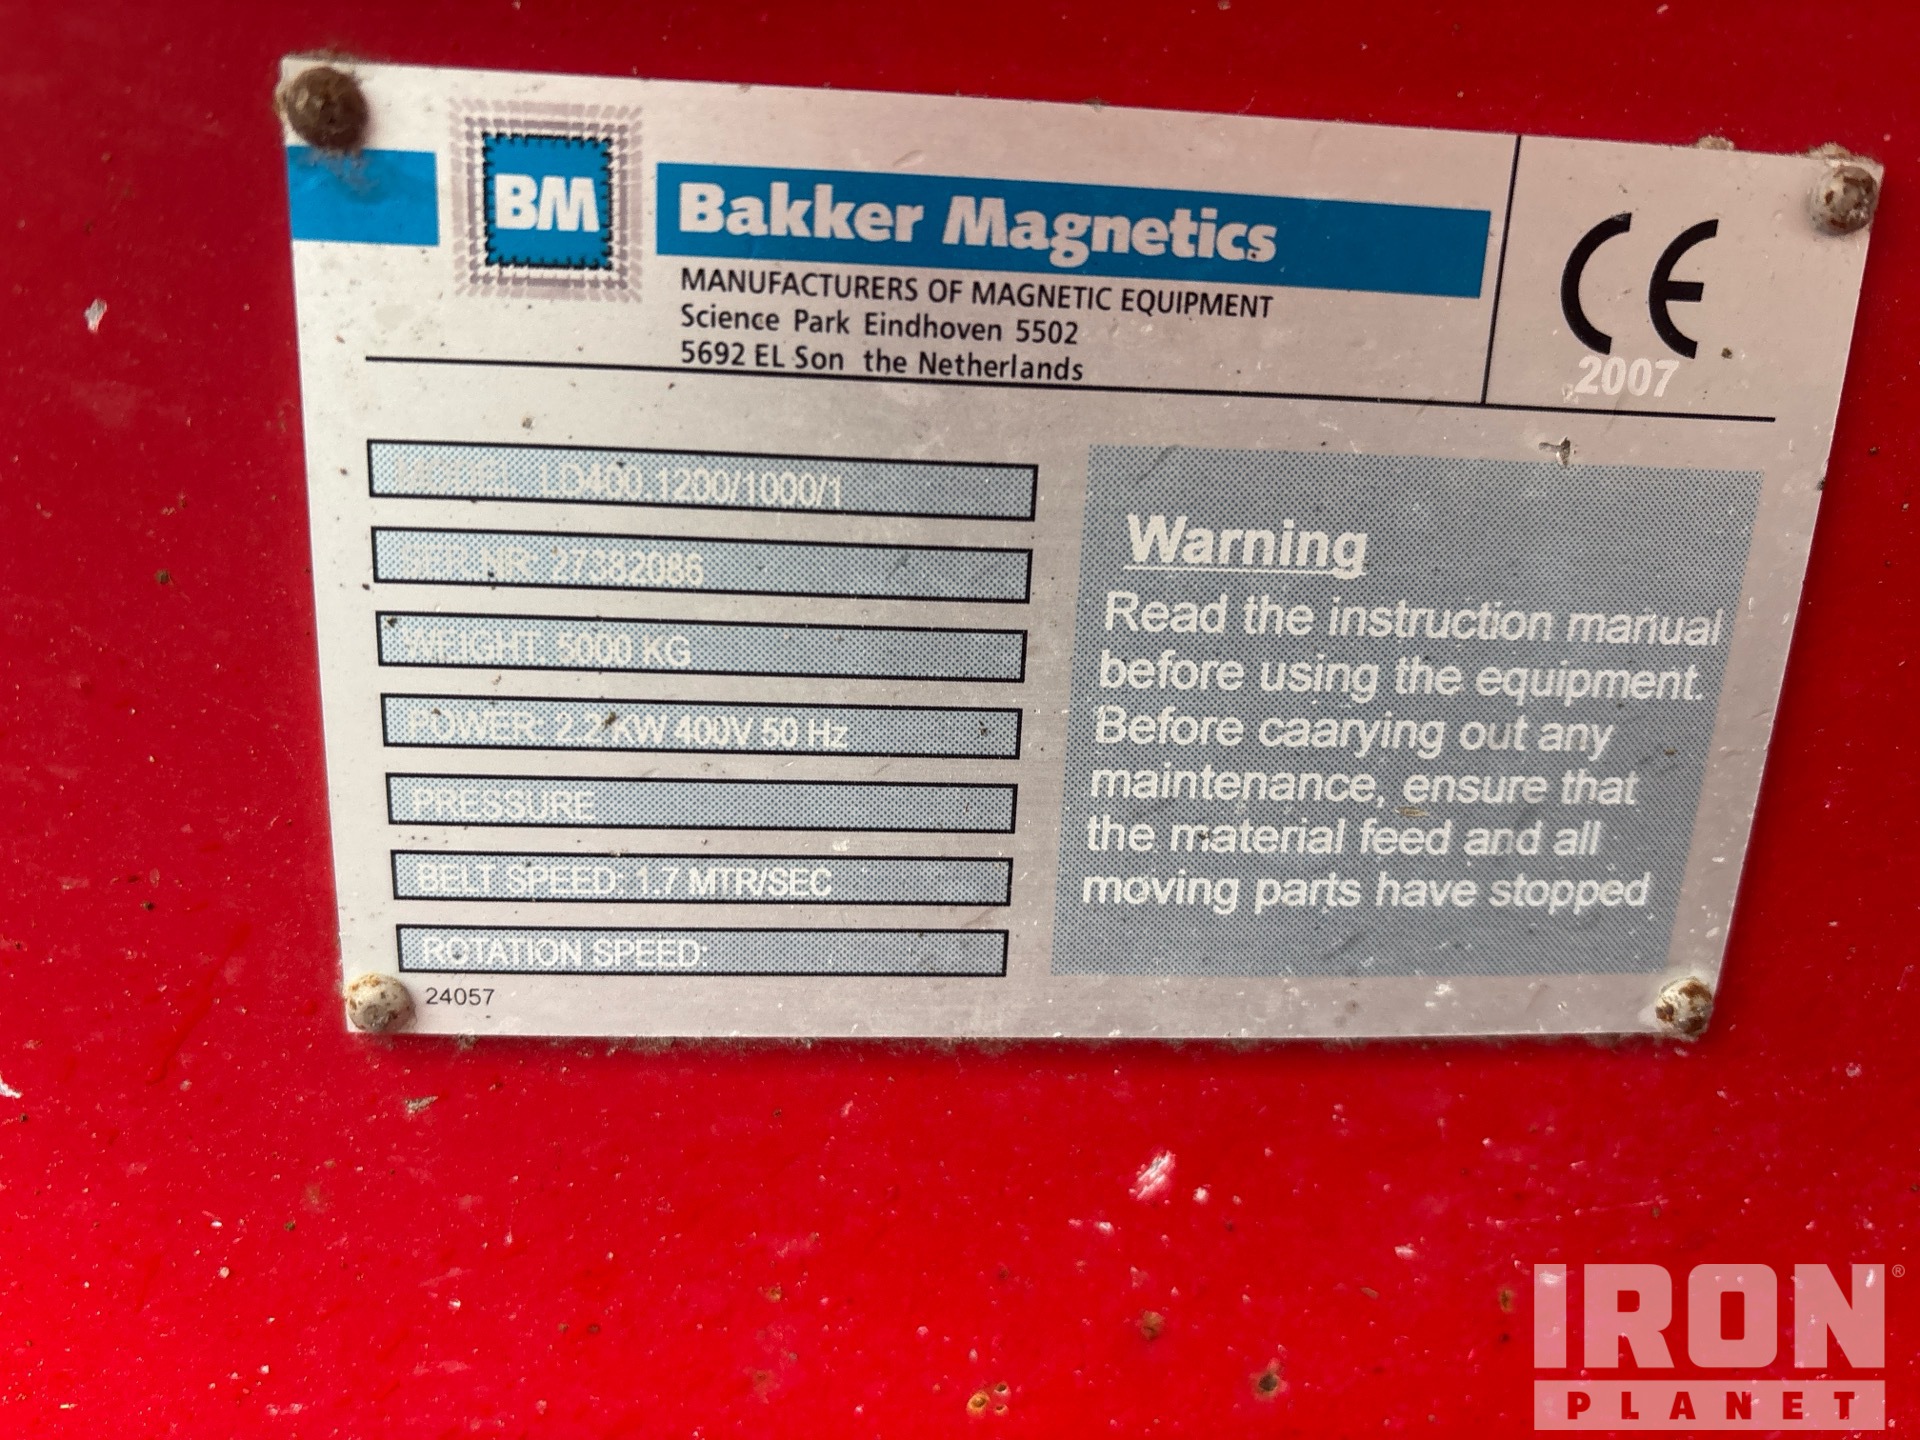 BM
Bakker Magnetics
MANUFACTURERS OF MAGNETIC EQUIPMENT
Science Park Eindhoven 5502
5692 EL Son the Netherlands
CE
2007
MODEL: LD400.1200/1000/1
SER.NR: 27382086
WEIGHT: 5000 KG
POWER: 2.2 KW 400V 50 Hz
PRESSURE
BELT SPEED: 1.7 MTR/SEC
ROTATION SPEED:
24057
Warning
Read the instruction manual
before using the equipment.
Before caarying out any
maintenance, ensure that
the material feed and all
moving parts have stopped
IRON®
PLANET